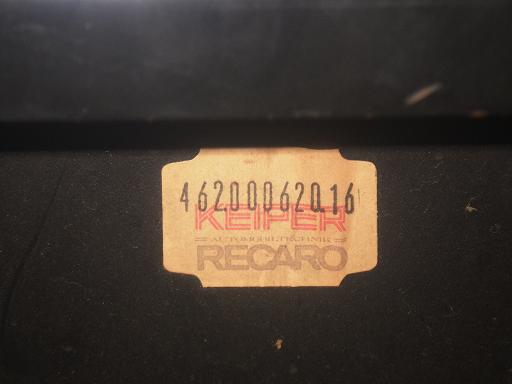 46200062016
KEIPER
AUTOMOBILTECHNIK
RECARO